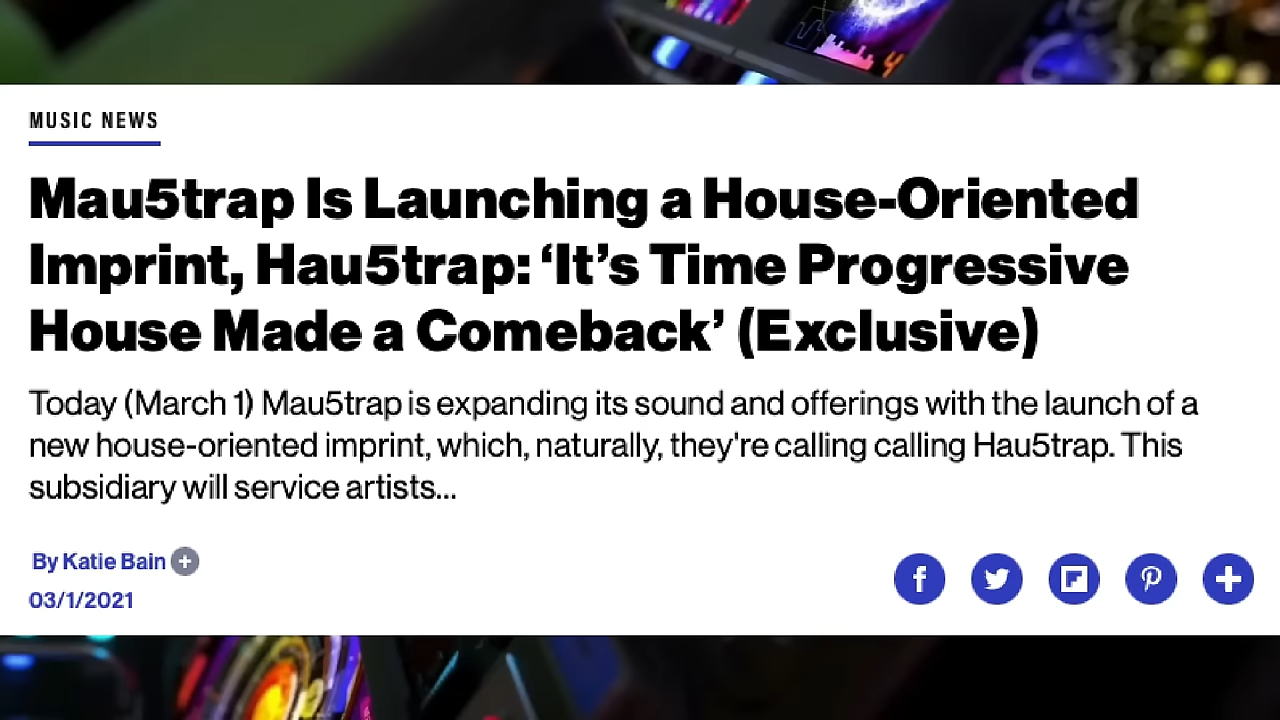 MUSIC NEWS
Mau5trap Is Launching a House-Oriented
Imprint, Hau5trap: ‘It’s Time Progressive
House Made a Comeback’ (Exclusive)
Today (March 1) Mau5trap is expanding its sound and offerings with the launch of a
new house-oriented imprint, which, naturally, they're calling calling Hau5trap. This
subsidiary will service artists...
By Katie Bain
03/1/2021